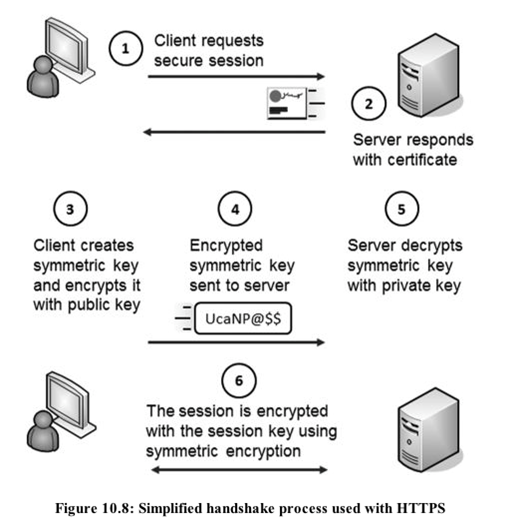 1
Client requests
secure session
2
Server responds
with certificate
3
Client creates
symmetric key
and encrypts it
with public key
4
Encrypted
symmetric key
sent to server
5
Server decrypts
symmetric key
with private key
UcaNP@$$
6
The session is encrypted
with the session key using
symmetric encryption
Figure 10.8: Simplified handshake process used with HTTPS